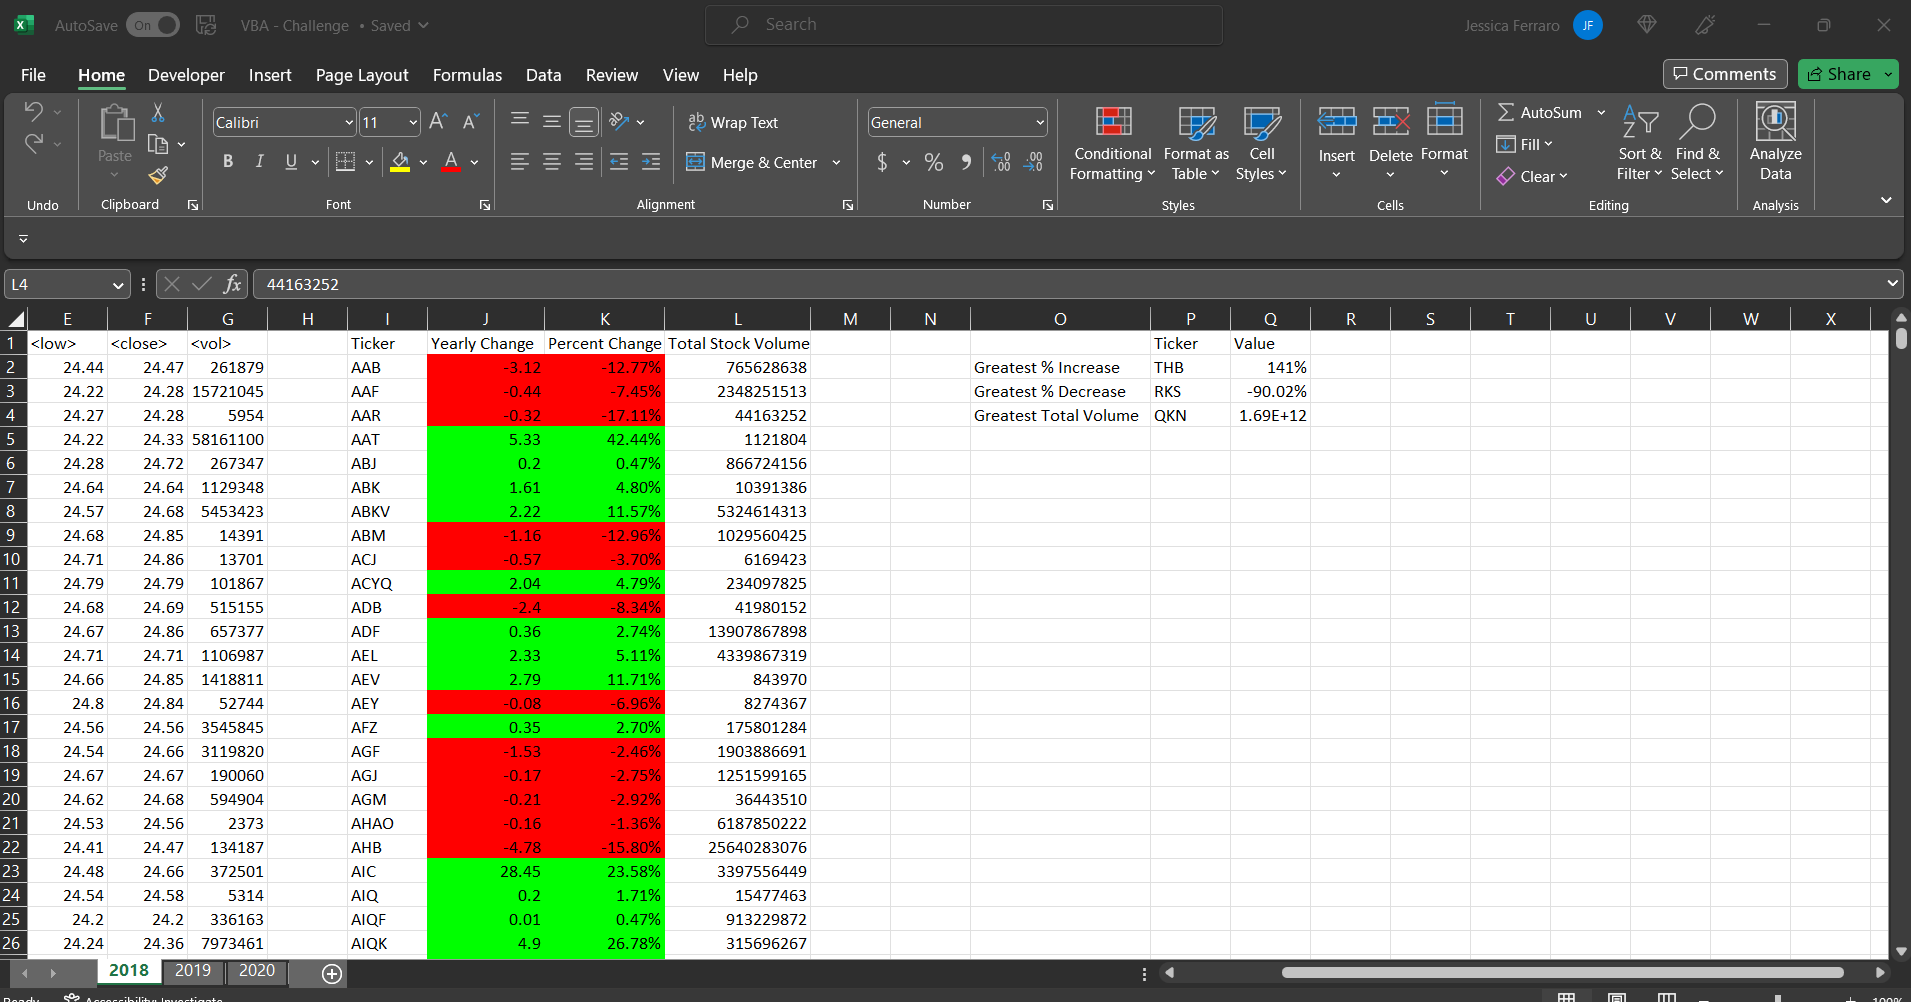 AutoSave On VBA - Challenge • Saved Search Jessica Ferraro JF
File Home Developer Insert Page Layout Formulas Data Review View Help Comments Share
Paste Calibri 11 Wrap Text General Conditional Formatting Format as Table Cell Styles Insert Delete Format AutoSum Sort & Filter Find & Select Analyze Data
B I U A Merge & Center $ % Fill Clear
Undo Clipboard Font Alignment Number Styles Cells Editing Analysis
L4 fx 44163252
E F G H I J K L M N O P Q R S T U V W X
1 <low> <close> <vol> Ticker Yearly Change Percent Change Total Stock Volume Ticker Value
2 24.44 24.47 261879 AAB -3.12 -12.77% 765628638 Greatest % Increase THB 141%
3 24.22 24.28 15721045 AAF -0.44 -7.45% 2348251513 Greatest % Decrease RKS -90.02%
4 24.27 24.28 5954 AAR -0.32 -17.11% 44163252 Greatest Total Volume QKN 1.69E+12
5 24.22 24.33 58161100 AAT 5.33 42.44% 1121804
6 24.28 24.72 267347 ABJ 0.2 0.47% 866724156
7 24.64 24.64 1129348 ABK 1.61 4.80% 10391386
8 24.57 24.68 5453423 ABKV 2.22 11.57% 5324614313
9 24.68 24.85 14391 ABM -1.16 -12.96% 1029560425
10 24.71 24.86 13701 ACJ -0.57 -3.70% 6169423
11 24.79 24.79 101867 ACYQ 2.04 4.79% 234097825
12 24.68 24.69 515155 ADB -2.4 -8.34% 41980152
13 24.67 24.86 657377 ADF 0.36 2.74% 13907867898
14 24.71 24.71 1106987 AEL 2.33 5.11% 4339867319
15 24.66 24.85 1418811 AEV 2.79 11.71% 843970
16 24.8 24.84 52744 AEY -0.08 -6.96% 8274367
17 24.56 24.56 3545845 AFZ 0.35 2.70% 175801284
18 24.54 24.66 3119820 AGF -1.53 -2.46% 1903886691
19 24.67 24.67 190060 AGJ -0.17 -2.75% 1251599165
20 24.62 24.68 594904 AGM -0.21 -2.92% 36443510
21 24.53 24.56 2373 AHAO -0.16 -1.36% 6187850222
22 24.41 24.47 134187 AHB -4.78 -15.80% 25640283076
23 24.48 24.66 372501 AIC 28.45 23.58% 3397556449
24 24.54 24.58 5314 AIQ 0.2 1.71% 15477463
25 24.2 24.2 336163 AIQF 0.01 0.47% 913229872
26 24.24 24.36 7973461 AIQK 4.9 26.78% 315696267
2018 2019 2020
Ready Accessibility: Investigate 100%